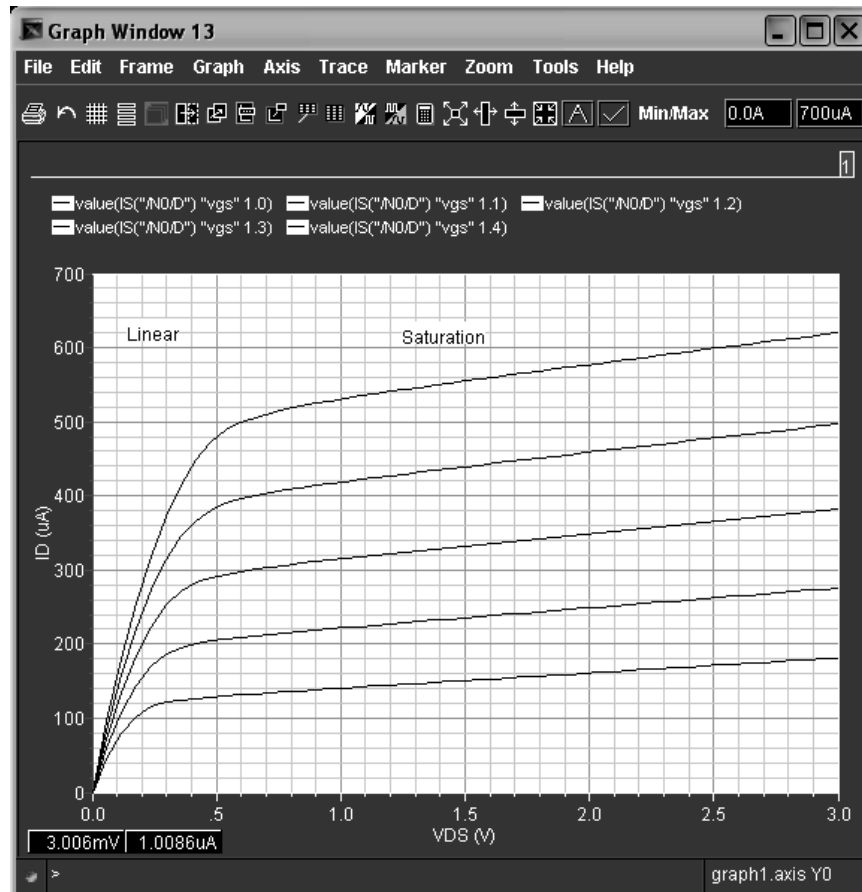 Graph Window 13
File Edit Frame Graph Axis Trace Marker Zoom Tools Help
Min/Max 0.0A 700uA
1
value(IS("/N0/D") "vgs" 1.0) value(IS("/N0/D") "vgs" 1.1) value(IS("/N0/D") "vgs" 1.2)
value(IS("/N0/D") "vgs" 1.3) value(IS("/N0/D") "vgs" 1.4)
700
Linear Saturation
600
500
400
ID (uA)
300
200
100
0
0.0 .5 1.0 1.5 2.0 2.5 3.0
VDS (V)
3.006mV 1.0086uA
> graph1.axis Y0